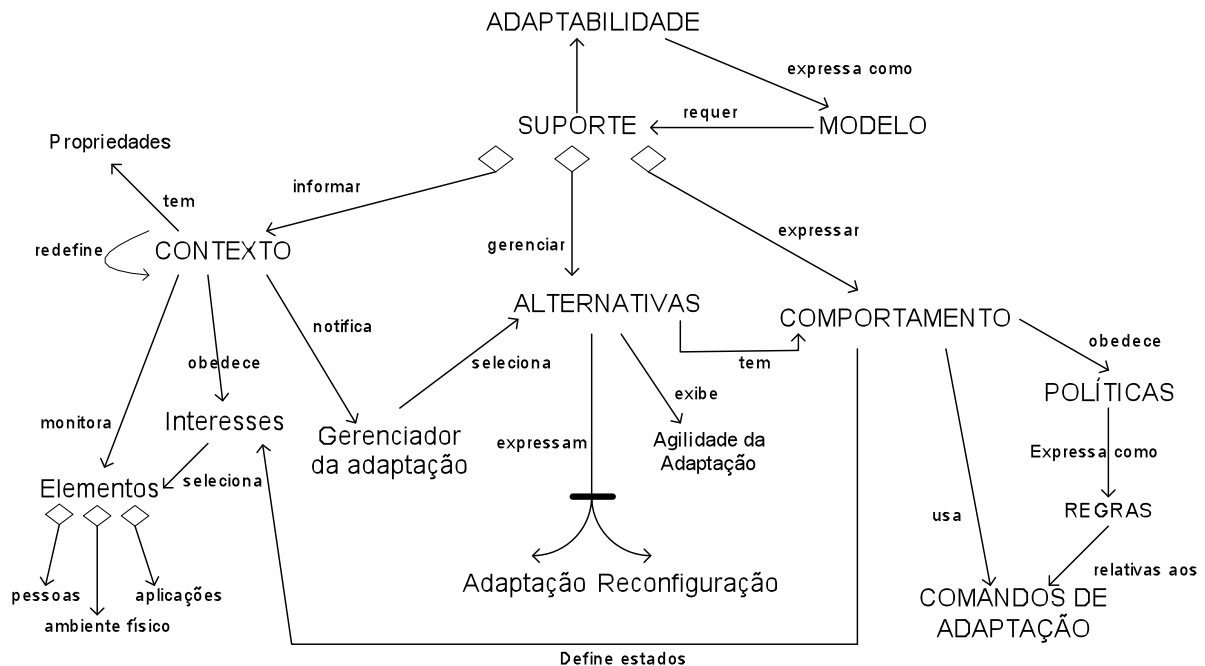 ADAPTABILIDADE
expressa como
requer
SUPORTE
MODELO
Propriedades
informar
tem
expressar
redefine
CONTEXTO
gerenciar
ALTERNATIVAS
COMPORTAMENTO
notifica
obedece
seleciona
tem
obedece
exibe
POLÍTICAS
monitora
Interesses
Gerenciador
da adaptação
expressam
Agilidade da
Adaptação
Expressa como
Elementos
seleciona
usa
REGRAS
relativas aos
pessoas
aplicações
Adaptação
Reconfiguração
COMANDOS DE
ADAPTAÇÃO
ambiente físico
Define estados